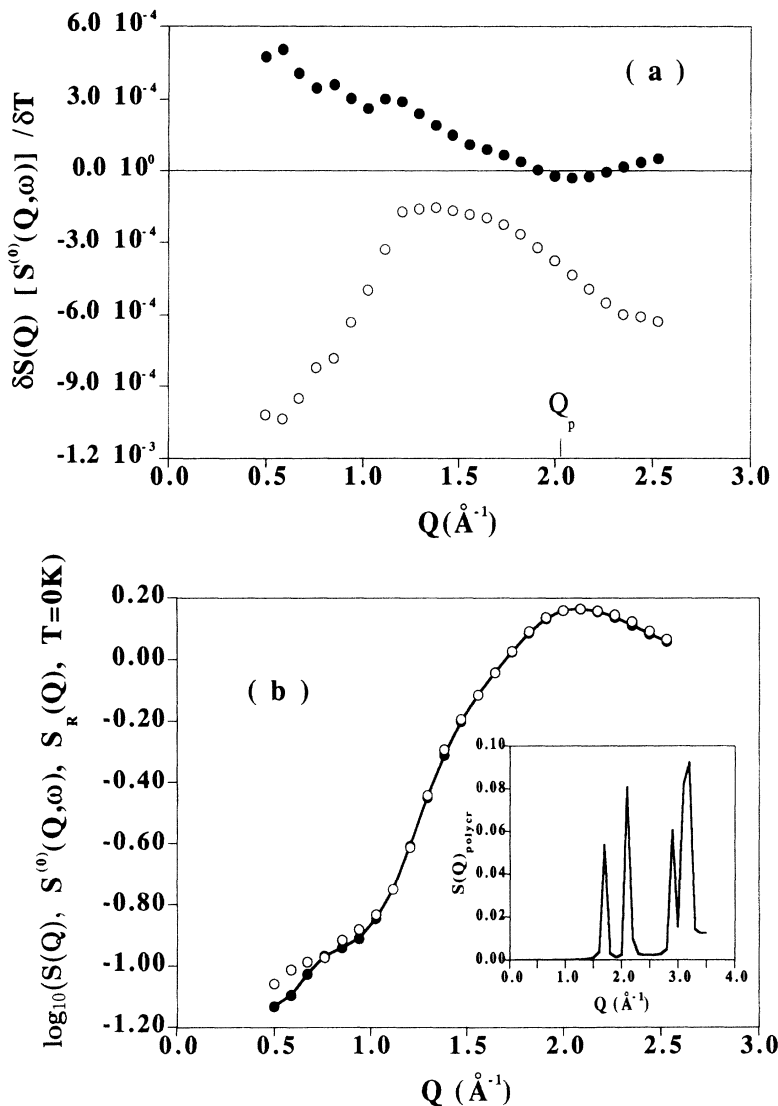 6.0 10⁻⁴
3.0 10⁻⁴
0.0 10⁰
-3.0 10⁻⁴
-6.0 10⁻⁴
-9.0 10⁻⁴
-1.2 10⁻³
δS(Q) [ S⁽⁰⁾(Q,ω) ] /δT
( a )
Qₚ
0.0 0.5 1.0 1.5 2.0 2.5 3.0
Q(Å⁻¹)
0.20
0.00
-0.20
-0.40
-0.60
-0.80
-1.00
-1.20
log₁₀(S(Q), S⁽⁰⁾(Q,ω), S_R(Q), T=0K)
( b )
0.10
0.08
0.06
0.04
0.02
0.00
S(Q)polycr
0.0 1.0 2.0 3.0 4.0
Q (Å⁻¹)
0.0 0.5 1.0 1.5 2.0 2.5 3.0
Q (Å⁻¹)